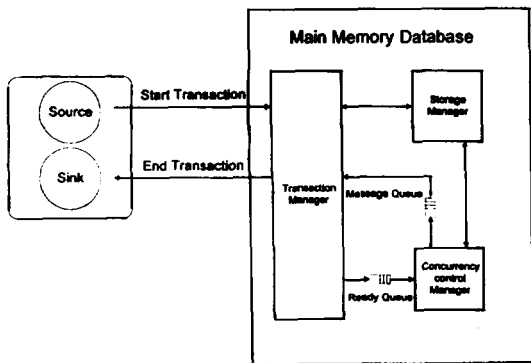 Main Memory Database
Source
Start Transaction
Storage
Manager
Sink
End Transaction
Transaction
Manager
Message Queue
Concurrency
control
Manager
Ready Queue